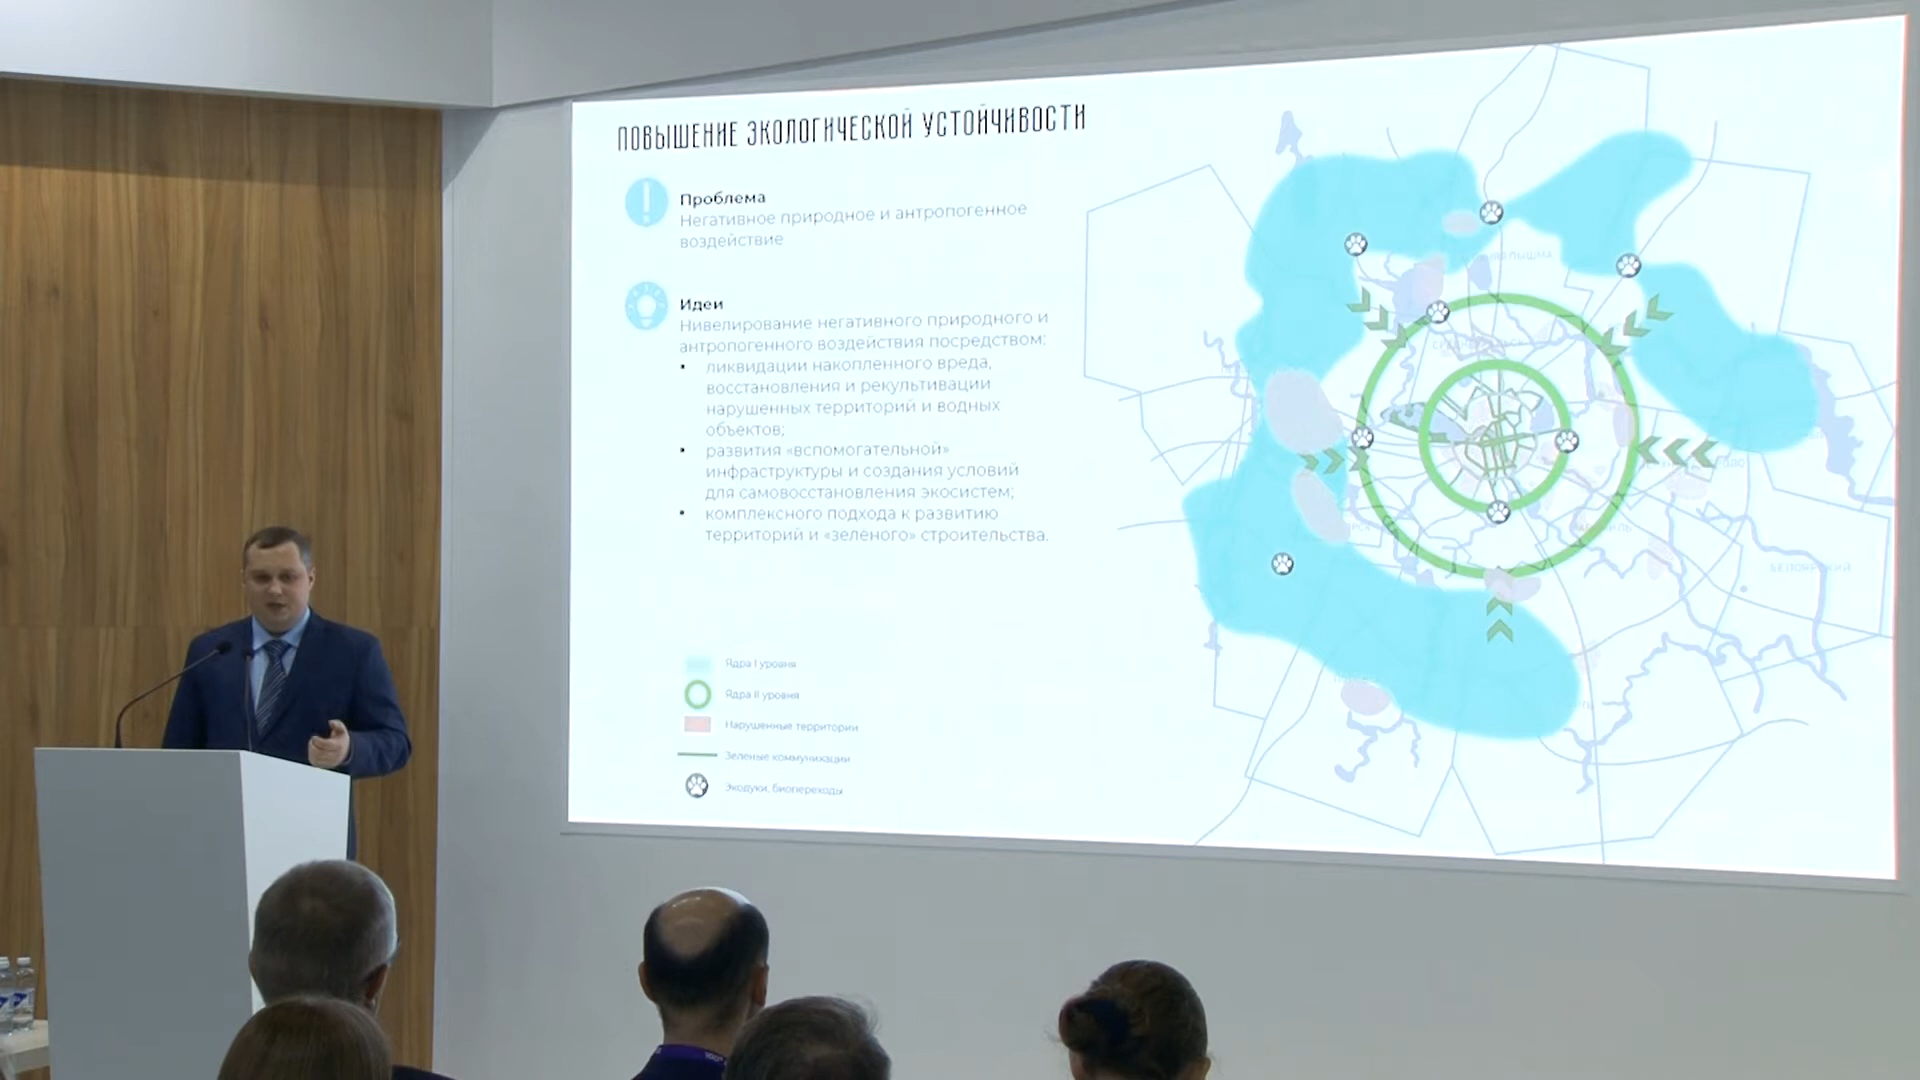 ПОВЫШЕНИЕ ЭКОЛОГИЧЕСКОЙ УСТОЙЧИВОСТИ
Проблема
Негативное природное и антропогенное
воздействие
Идеи
Нивелирование негативного природного и
антропогенного воздействия посредством:
• ликвидации накопленного вреда,
восстановления и рекультивации
нарушенных территорий и водных
объектов;
• развития «вспомогательной»
инфраструктуры и создания условий
для самовосстановления экосистем;
• комплексного подхода к развитию
территорий и «зеленого» строительства.
Ядра I уровня
Ядра II уровня
Нарушенные территории
Зеленые коммуникации
Экодуки, биопереходы
БЕЛОЯРСКИЙ